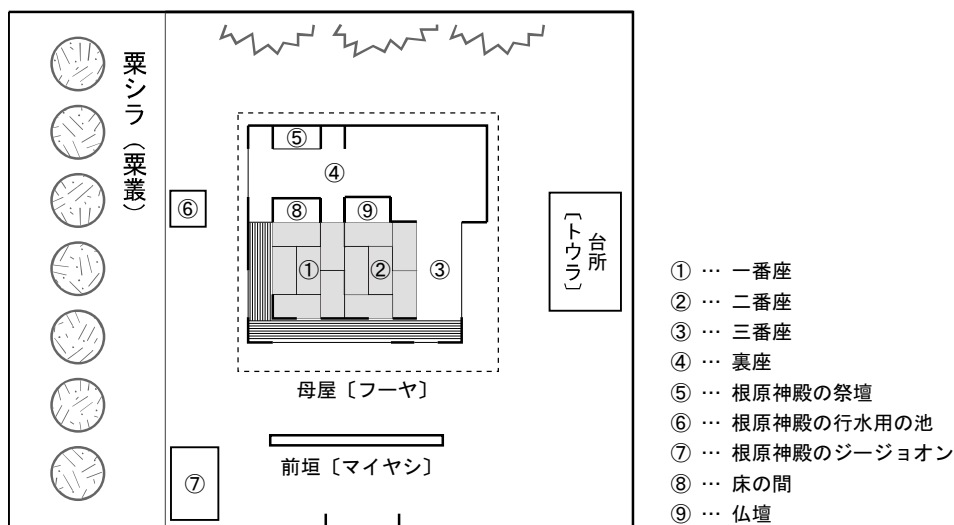 粟シラ（粟叢）
⑤
④
⑥
⑧
⑨
①
②
③
台所
〔トウラ〕
母屋〔フーヤ〕
前垣〔マイヤシ〕
⑦
① … 一番座
② … 二番座
③ … 三番座
④ … 裏座
⑤ … 根原神殿の祭壇
⑥ … 根原神殿の行水用の池
⑦ … 根原神殿のジージョオン
⑧ … 床の間
⑨ … 仏壇